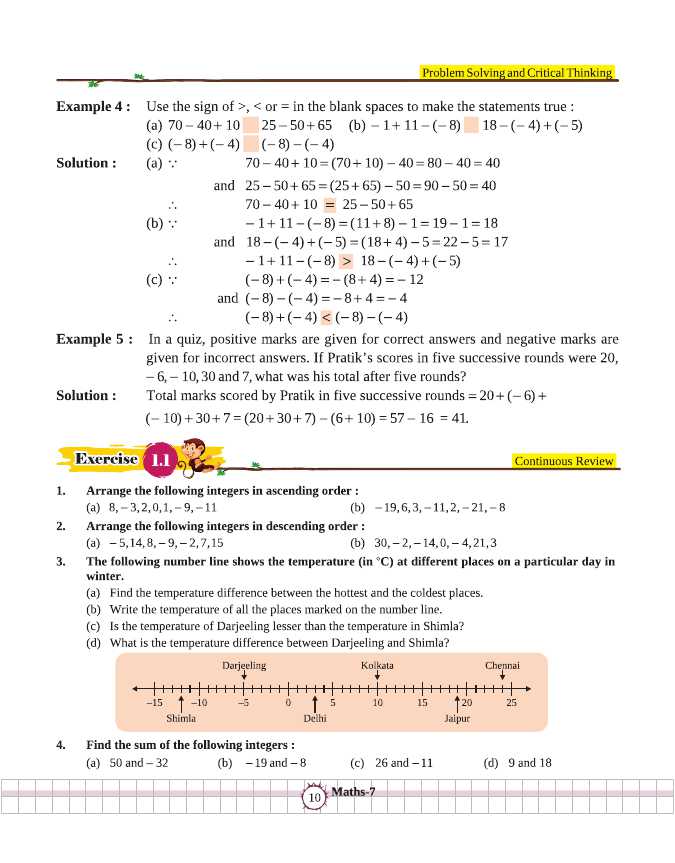 Problem Solving and Critical Thinking
Example 4 : Use the sign of >, < or = in the blank spaces to make the statements true :
(a) 70 – 40 + 10 25 – 50 + 65 (b) – 1 + 11 – (– 8) 18 – (– 4) + (– 5)
(c) (– 8) + (– 4) (– 8) – (– 4)
Solution : (a) ∵ 70 – 40 + 10 = (70 + 10) – 40 = 80 – 40 = 40
and 25 – 50 + 65 = (25 + 65) – 50 = 90 – 50 = 40
∴ 70 – 40 + 10 = 25 – 50 + 65
(b) ∵ – 1 + 11 – (– 8) = (11 + 8) – 1 = 19 – 1 = 18
and 18 – (– 4) + (– 5) = (18 + 4) – 5 = 22 – 5 = 17
∴ – 1 + 11 – (– 8) > 18 – (– 4) + (– 5)
(c) ∵ (– 8) + (– 4) = – (8 + 4) = – 12
and (– 8) – (– 4) = – 8 + 4 = – 4
∴ (– 8) + (– 4) < (– 8) – (– 4)
Example 5 : In a quiz, positive marks are given for correct answers and negative marks are
given for incorrect answers. If Pratik's scores in five successive rounds were 20,
– 6, – 10, 30 and 7, what was his total after five rounds?
Solution : Total marks scored by Pratik in five successive rounds = 20 + (– 6) +
(– 10) + 30 + 7 = (20 + 30 + 7) – (6 + 10) = 57 – 16 = 41.
Exercise 1.1
Continuous Review
1. Arrange the following integers in ascending order :
(a) 8, – 3, 2, 0, 1, – 9, – 11 (b) – 19, 6, 3, – 11, 2, – 21, – 8
2. Arrange the following integers in descending order :
(a) – 5, 14, 8, – 9, – 2, 7, 15 (b) 30, – 2, – 14, 0, – 4, 21, 3
3. The following number line shows the temperature (in °C) at different places on a particular day in
winter.
(a) Find the temperature difference between the hottest and the coldest places.
(b) Write the temperature of all the places marked on the number line.
(c) Is the temperature of Darjeeling lesser than the temperature in Shimla?
(d) What is the temperature difference between Darjeeling and Shimla?
Darjeeling Kolkata Chennai
–15 –10 –5 0 5 10 15 20 25
Shimla Delhi Jaipur
4. Find the sum of the following integers :
(a) 50 and – 32 (b) – 19 and – 8 (c) 26 and – 11 (d) 9 and 18
10 Maths-7